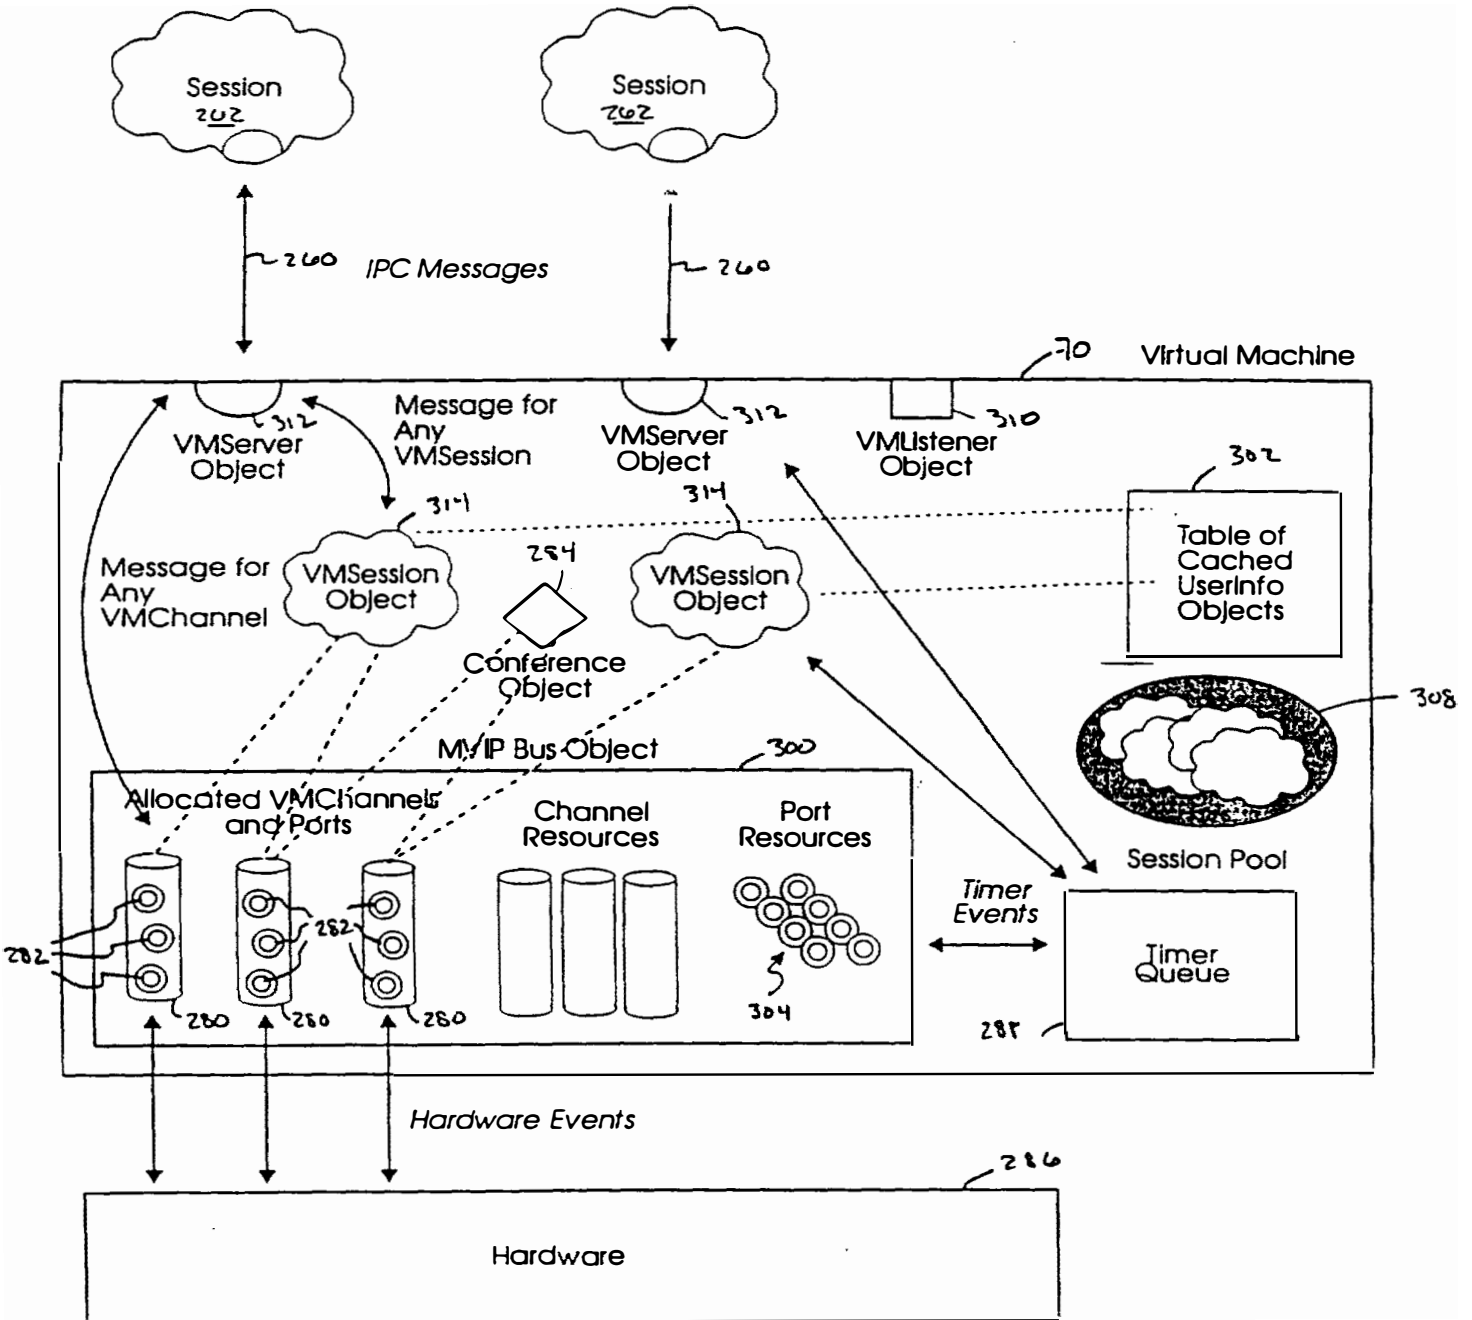 Session
202
Session
262
260
IPC Messages
260
70
Virtual Machine
312
VMServer
Object
Message for
Any
VMSession
312
VMServer
Object
310
VMListener
Object
302
314
314
Table of
Cached
UserInfo
Objects
Message for
Any
VMChannel
VMSession
Object
284
VMSession
Object
Conference
Object
308
MVIP Bus Object
300
Allocated VMChannels
and Ports
Channel
Resources
Port
Resources
Session Pool
Timer
Events
282
282
Timer
Queue
280
280
280
304
288
Hardware Events
286
Hardware